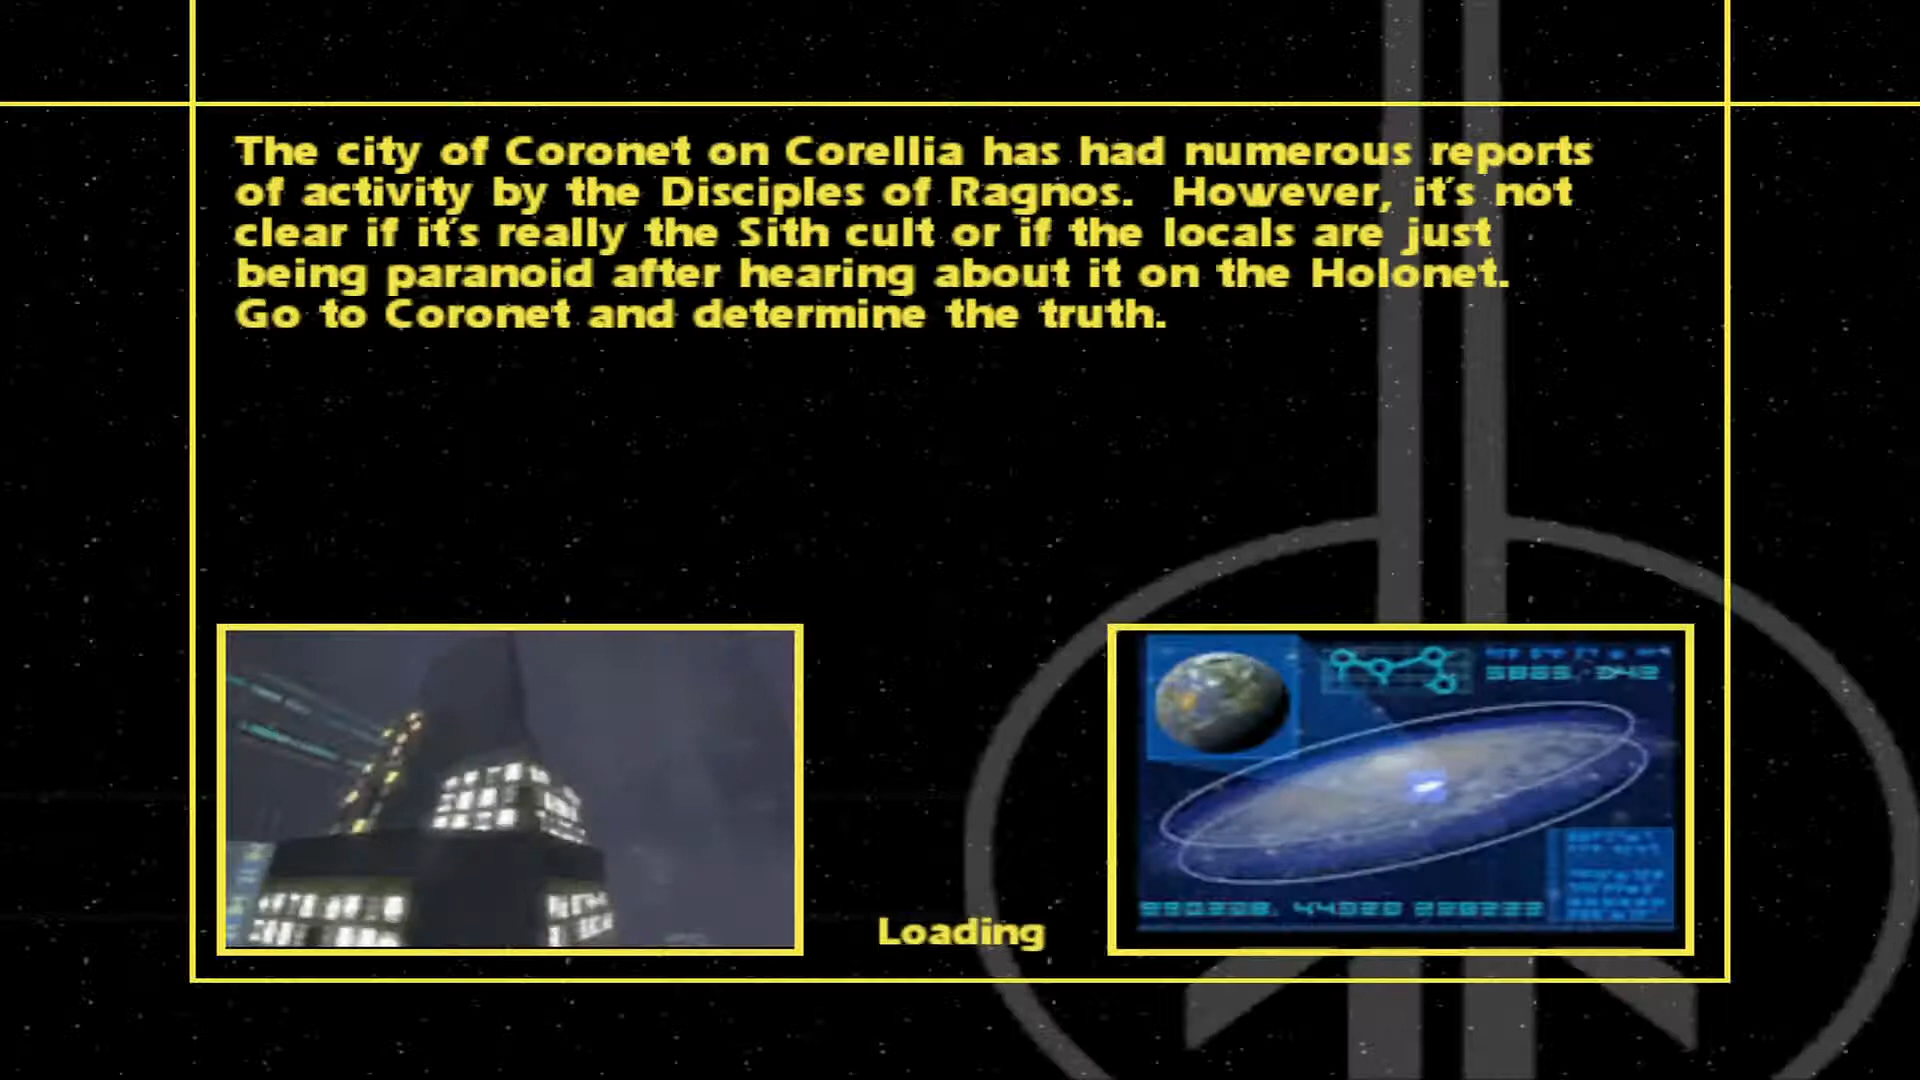 The city of Coronet on Corellia has had numerous reports
of activity by the Disciples of Ragnos.  However, it's not
clear if it's really the Sith cult or if the locals are just
being paranoid after hearing about it on the Holonet.
Go to Coronet and determine the truth.
Loading